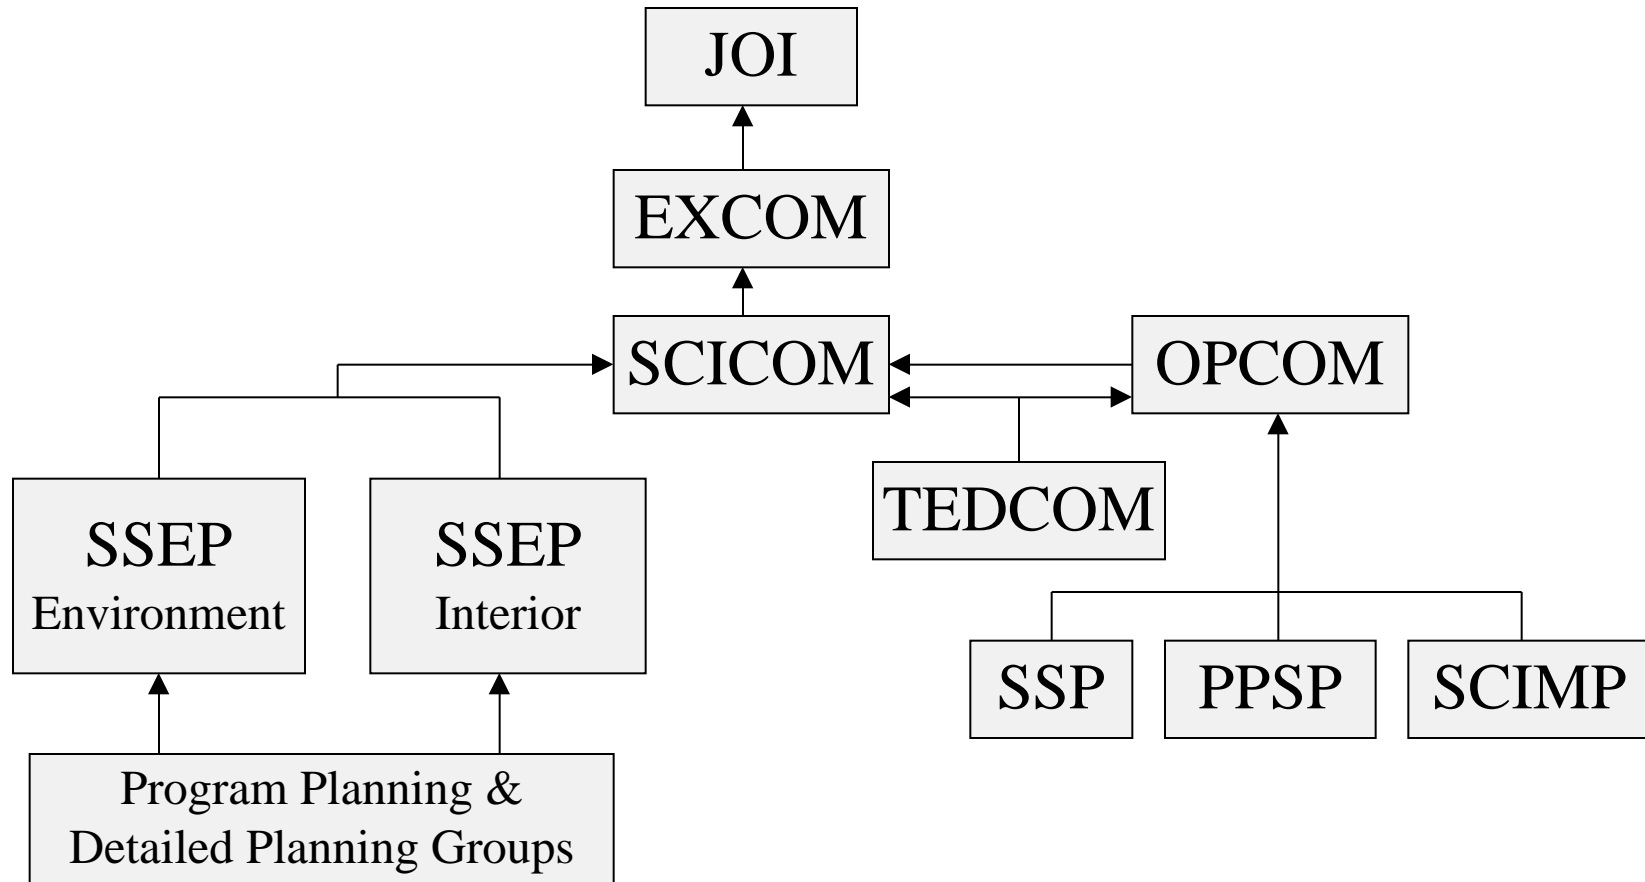 JOI
EXCOM
SCICOM
OPCOM
TEDCOM
SSEP
Environment
SSEP
Interior
SSP
PPSP
SCIMP
Program Planning &
Detailed Planning Groups